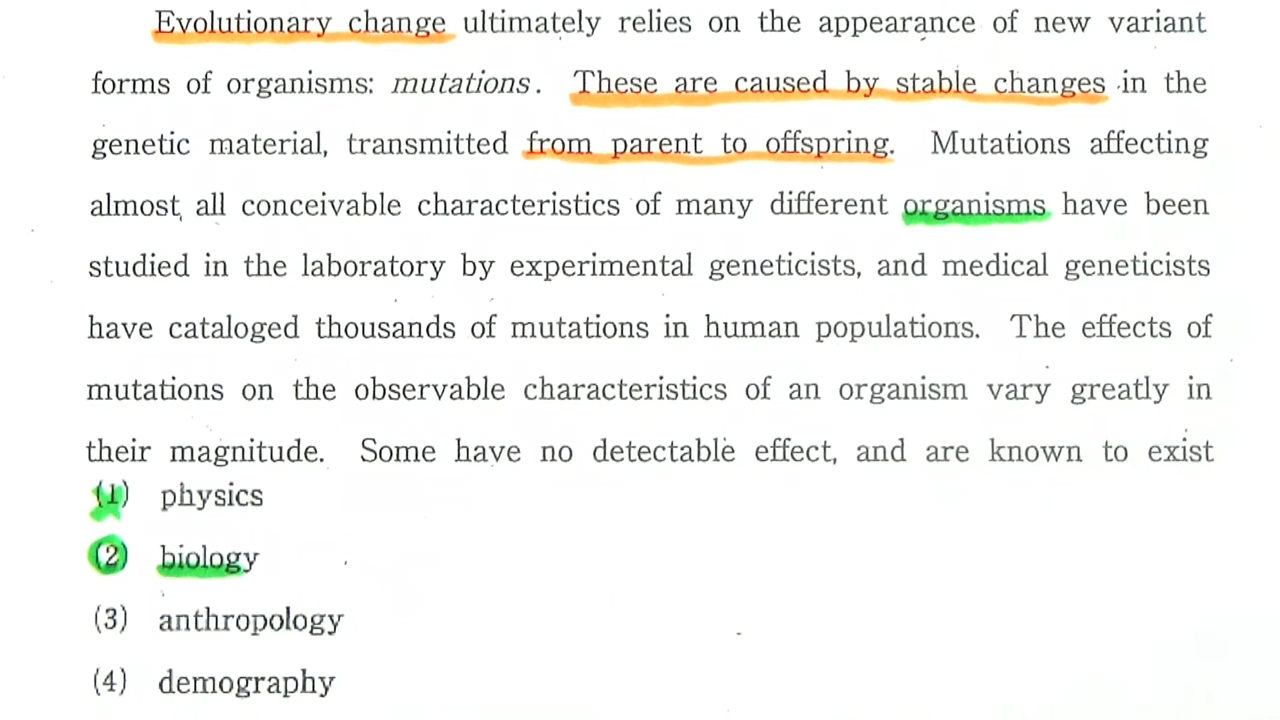 Evolutionary change ultimately relies on the appearance of new variant
forms of organisms: mutations. These are caused by stable changes in the
genetic material, transmitted from parent to offspring. Mutations affecting
almost all conceivable characteristics of many different organisms have been
studied in the laboratory by experimental geneticists, and medical geneticists
have cataloged thousands of mutations in human populations. The effects of
mutations on the observable characteristics of an organism vary greatly in
their magnitude. Some have no detectable effect, and are known to exist
(1) physics
(2) biology
(3) anthropology
(4) demography